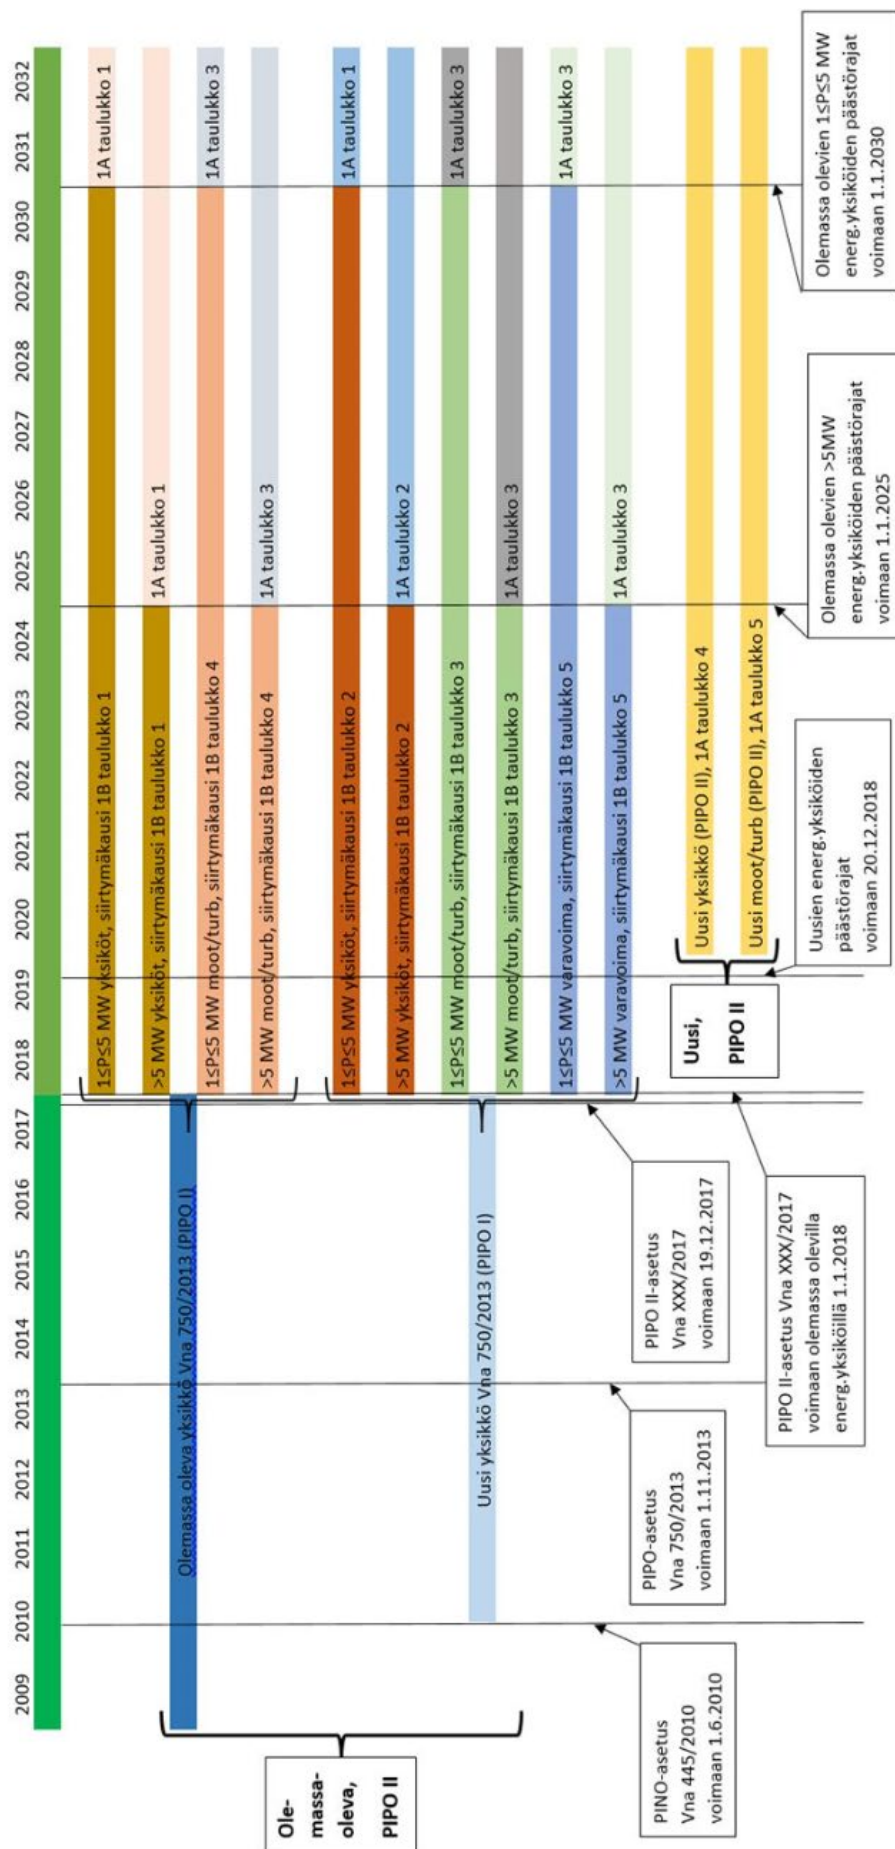 2009 2010 2011 2012 2013 2014 2015 2016 2017 2018 2019 2020 2021 2022 2023 2024 2025 2026 2027 2028 2029 2030 2031 2032
1≤P≤5 MW yksiköt, siirtymäkausi 1B taulukko 1
1A taulukko 1
>5 MW yksiköt, siirtymäkausi 1B taulukko 1
1A taulukko 1
Olemassa oleva yksikkö Vna 750/2013 (PIPO I)
1≤P≤5 MW moot/turb, siirtymäkausi 1B taulukko 4
1A taulukko 3
>5 MW moot/turb, siirtymäkausi 1B taulukko 4
1A taulukko 3
Ole-
massa-
oleva,
PIPO II
1≤P≤5 MW yksiköt, siirtymäkausi 1B taulukko 2
1A taulukko 1
>5 MW yksiköt, siirtymäkausi 1B taulukko 2
1A taulukko 2
1≤P≤5 MW moot/turb, siirtymäkausi 1B taulukko 3
1A taulukko 3
Uusi yksikkö Vna 750/2013 (PIPO I)
>5 MW moot/turb, siirtymäkausi 1B taulukko 3
1A taulukko 3
1≤P≤5 MW varavoima, siirtymäkausi 1B taulukko 5
1A taulukko 3
>5 MW varavoima, siirtymäkausi 1B taulukko 5
1A taulukko 3
Uusi,
PIPO II
Uusi yksikkö (PIPO II), 1A taulukko 4
Uusi moot/turb (PIPO II), 1A taulukko 5
PINO-asetus
Vna 445/2010
voimaan 1.6.2010
PIPO-asetus
Vna 750/2013
voimaan 1.11.2013
PIPO II-asetus
Vna XXX/2017
voimaan 19.12.2017
PIPO II-asetus Vna XXX/2017
voimaan olemassa olevilla
energ.yksiköillä 1.1.2018
Uusien energ.yksiköiden
päästörajat
voimaan 20.12.2018
Olemassa olevien >5MW
energ.yksiköiden päästörajat
voimaan 1.1.2025
Olemassa olevien 1≤P≤5 MW
energ.yksiköiden päästörajat
voimaan 1.1.2030